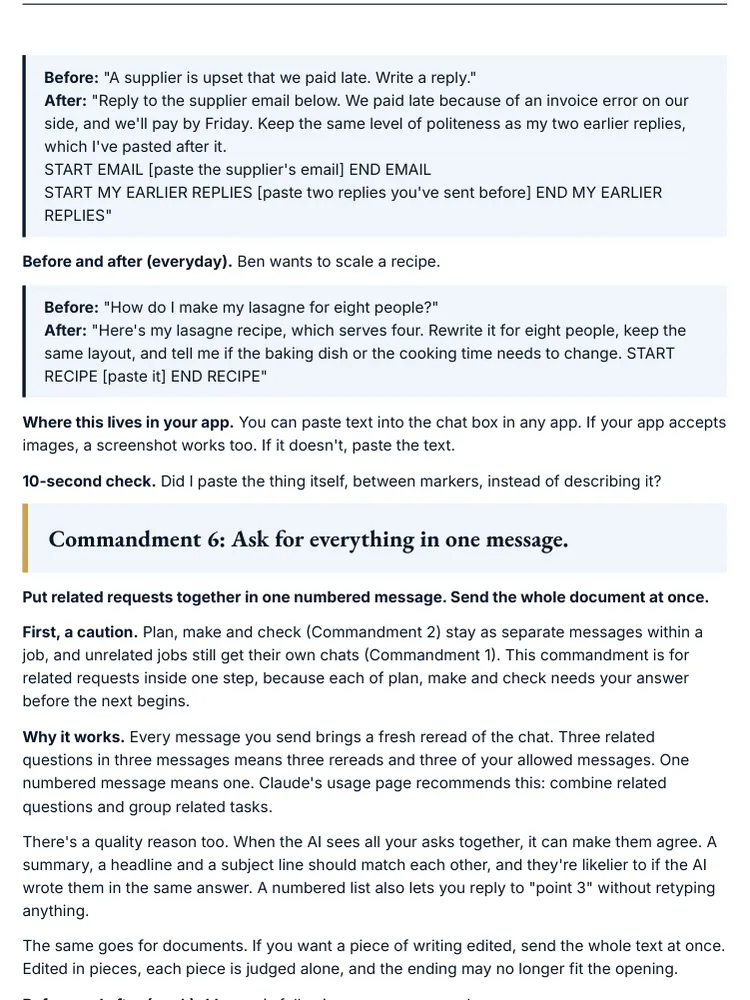 Before: "A supplier is upset that we paid late. Write a reply."
After: "Reply to the supplier email below. We paid late because of an invoice error on our
side, and we'll pay by Friday. Keep the same level of politeness as my two earlier replies,
which I've pasted after it.
START EMAIL [paste the supplier's email] END EMAIL
START MY EARLIER REPLIES [paste two replies you've sent before] END MY EARLIER
REPLIES"
Before and after (everyday). Ben wants to scale a recipe.
Before: "How do I make my lasagne for eight people?"
After: "Here's my lasagne recipe, which serves four. Rewrite it for eight people, keep the
same layout, and tell me if the baking dish or the cooking time needs to change. START
RECIPE [paste it] END RECIPE"
Where this lives in your app. You can paste text into the chat box in any app. If your app accepts
images, a screenshot works too. If it doesn't, paste the text.
10-second check. Did I paste the thing itself, between markers, instead of describing it?
Commandment 6: Ask for everything in one message.
Put related requests together in one numbered message. Send the whole document at once.
First, a caution. Plan, make and check (Commandment 2) stay as separate messages within a
job, and unrelated jobs still get their own chats (Commandment 1). This commandment is for
related requests inside one step, because each of plan, make and check needs your answer
before the next begins.
Why it works. Every message you send brings a fresh reread of the chat. Three related
questions in three messages means three rereads and three of your allowed messages. One
numbered message means one. Claude's usage page recommends this: combine related
questions and group related tasks.
There's a quality reason too. When the AI sees all your asks together, it can make them agree. A
summary, a headline and a subject line should match each other, and they're likelier to if the AI
wrote them in the same answer. A numbered list also lets you reply to "point 3" without retyping
anything.
The same goes for documents. If you want a piece of writing edited, send the whole text at once.
Edited in pieces, each piece is judged alone, and the ending may no longer fit the opening.